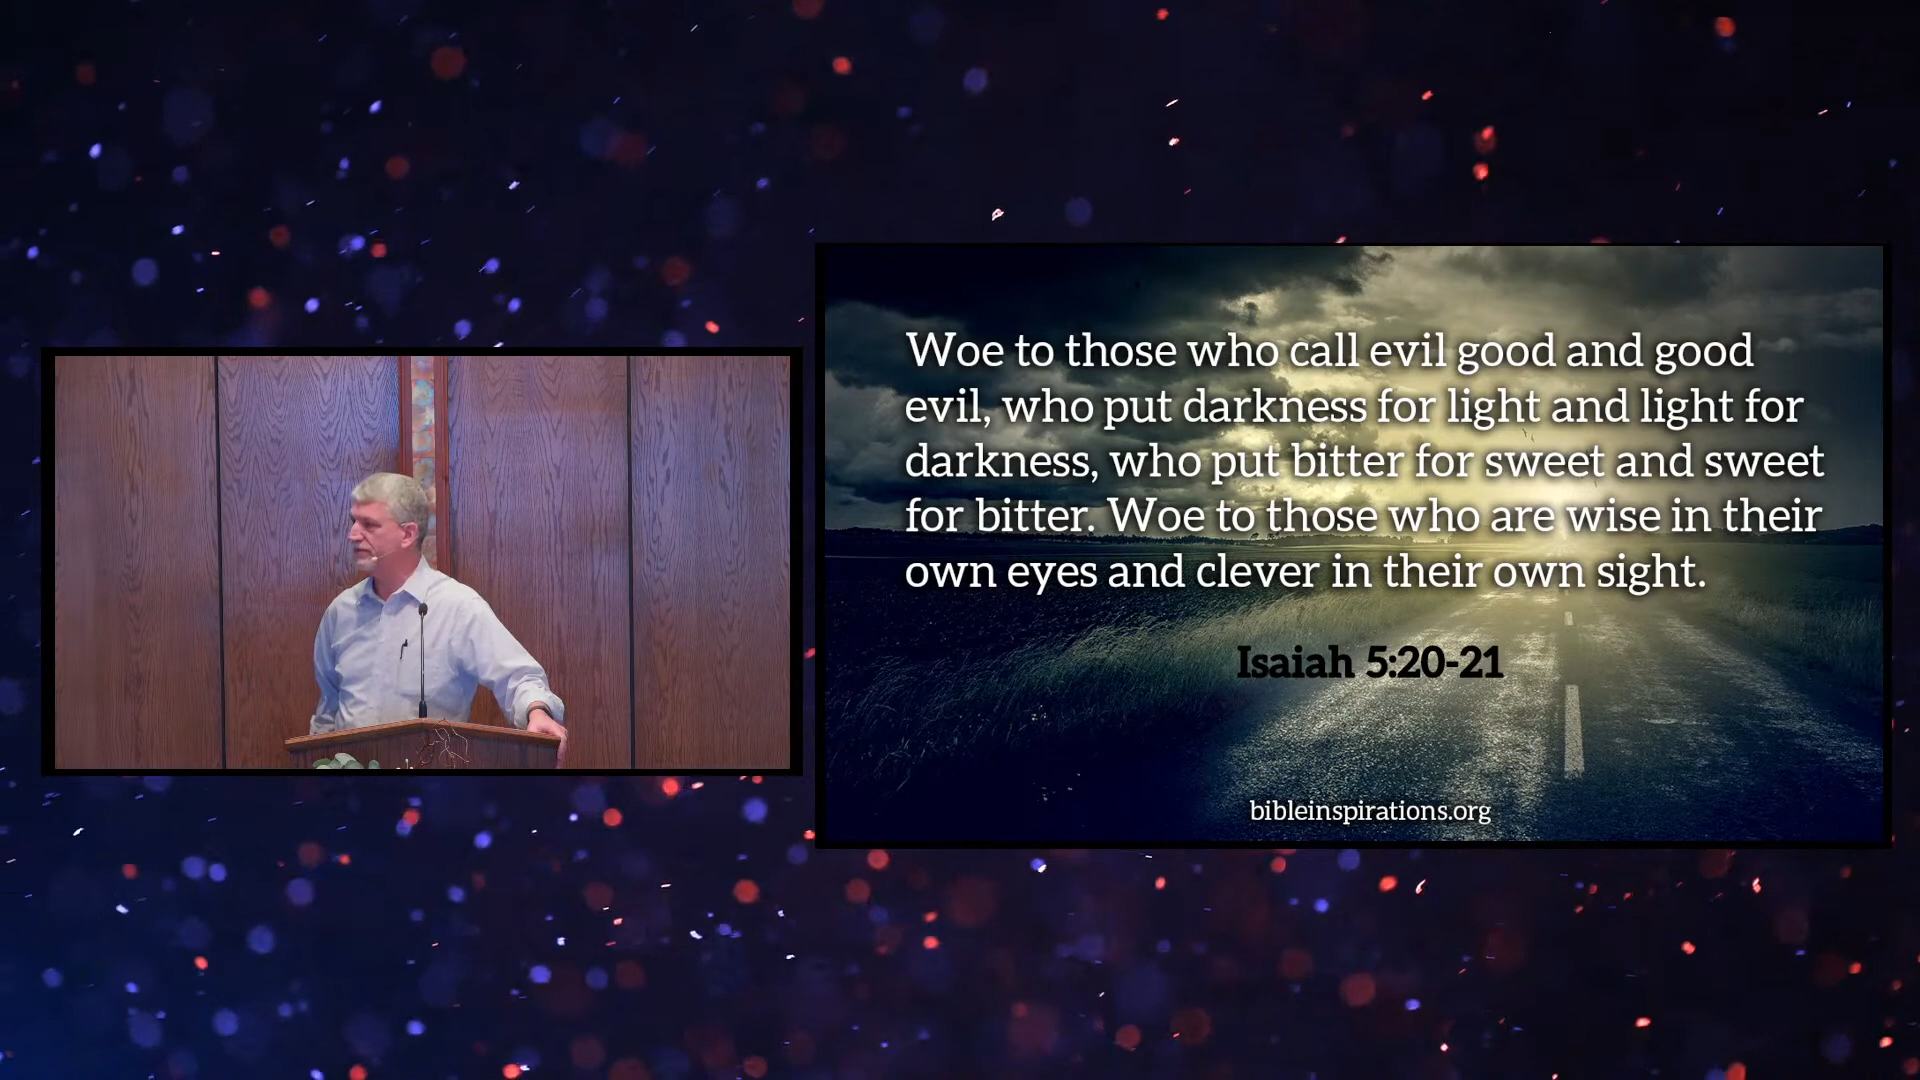 Woe to those who call evil good and good
evil, who put darkness for light and light for
darkness, who put bitter for sweet and sweet
for bitter. Woe to those who are wise in their
own eyes and clever in their own sight.
Isaiah 5:20-21
bibleinspirations.org